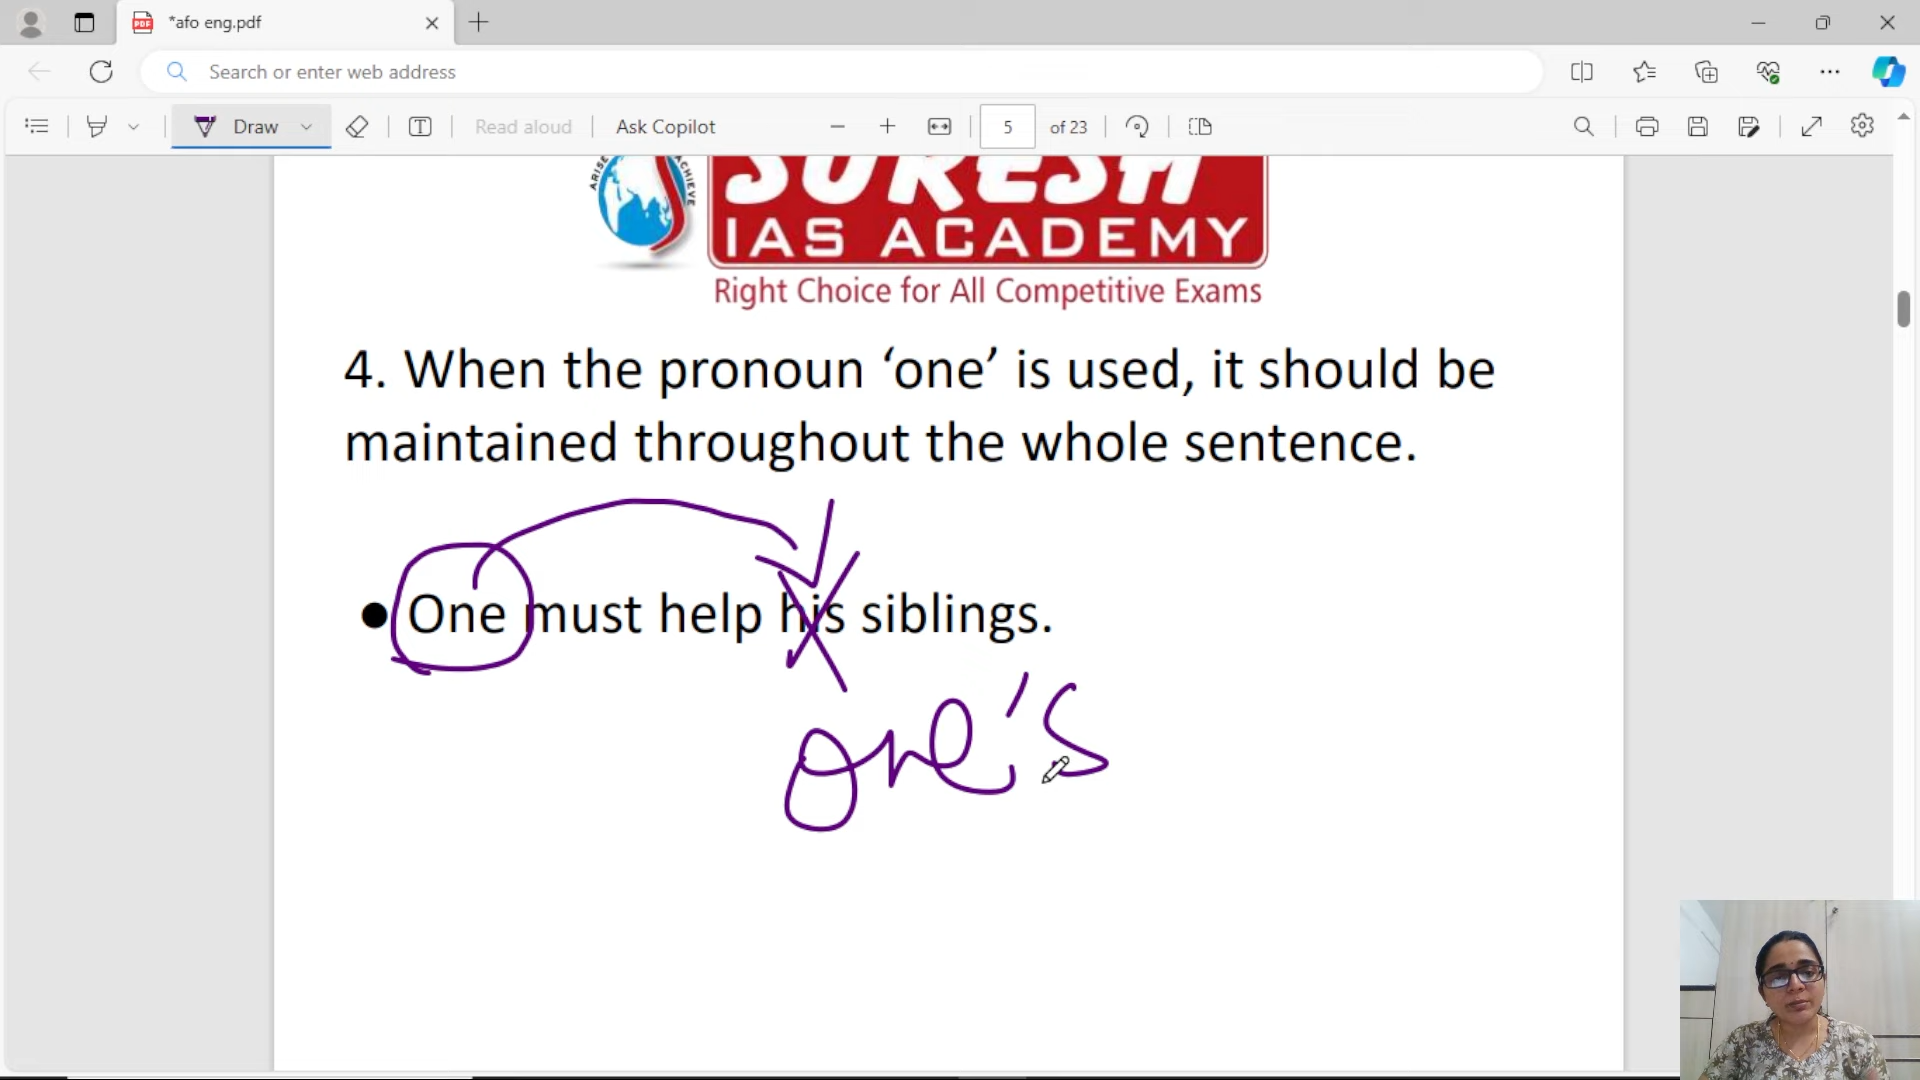 *afo eng.pdf
Search or enter web address
Draw
Read aloud
Ask Copilot
5
of 23
ARISE
ACHIEVE
SURESH
IAS ACADEMY
Right Choice for All Competitive Exams
4. When the pronoun ‘one’ is used, it should be
maintained throughout the whole sentence.
● One must help his siblings.
one's